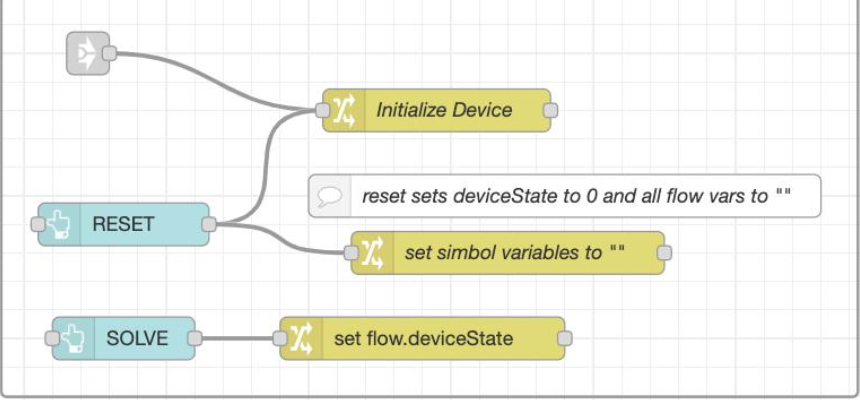 Initialize Device
reset sets deviceState to 0 and all flow vars to ""
RESET
set simbol variables to ""
SOLVE
set flow.deviceState